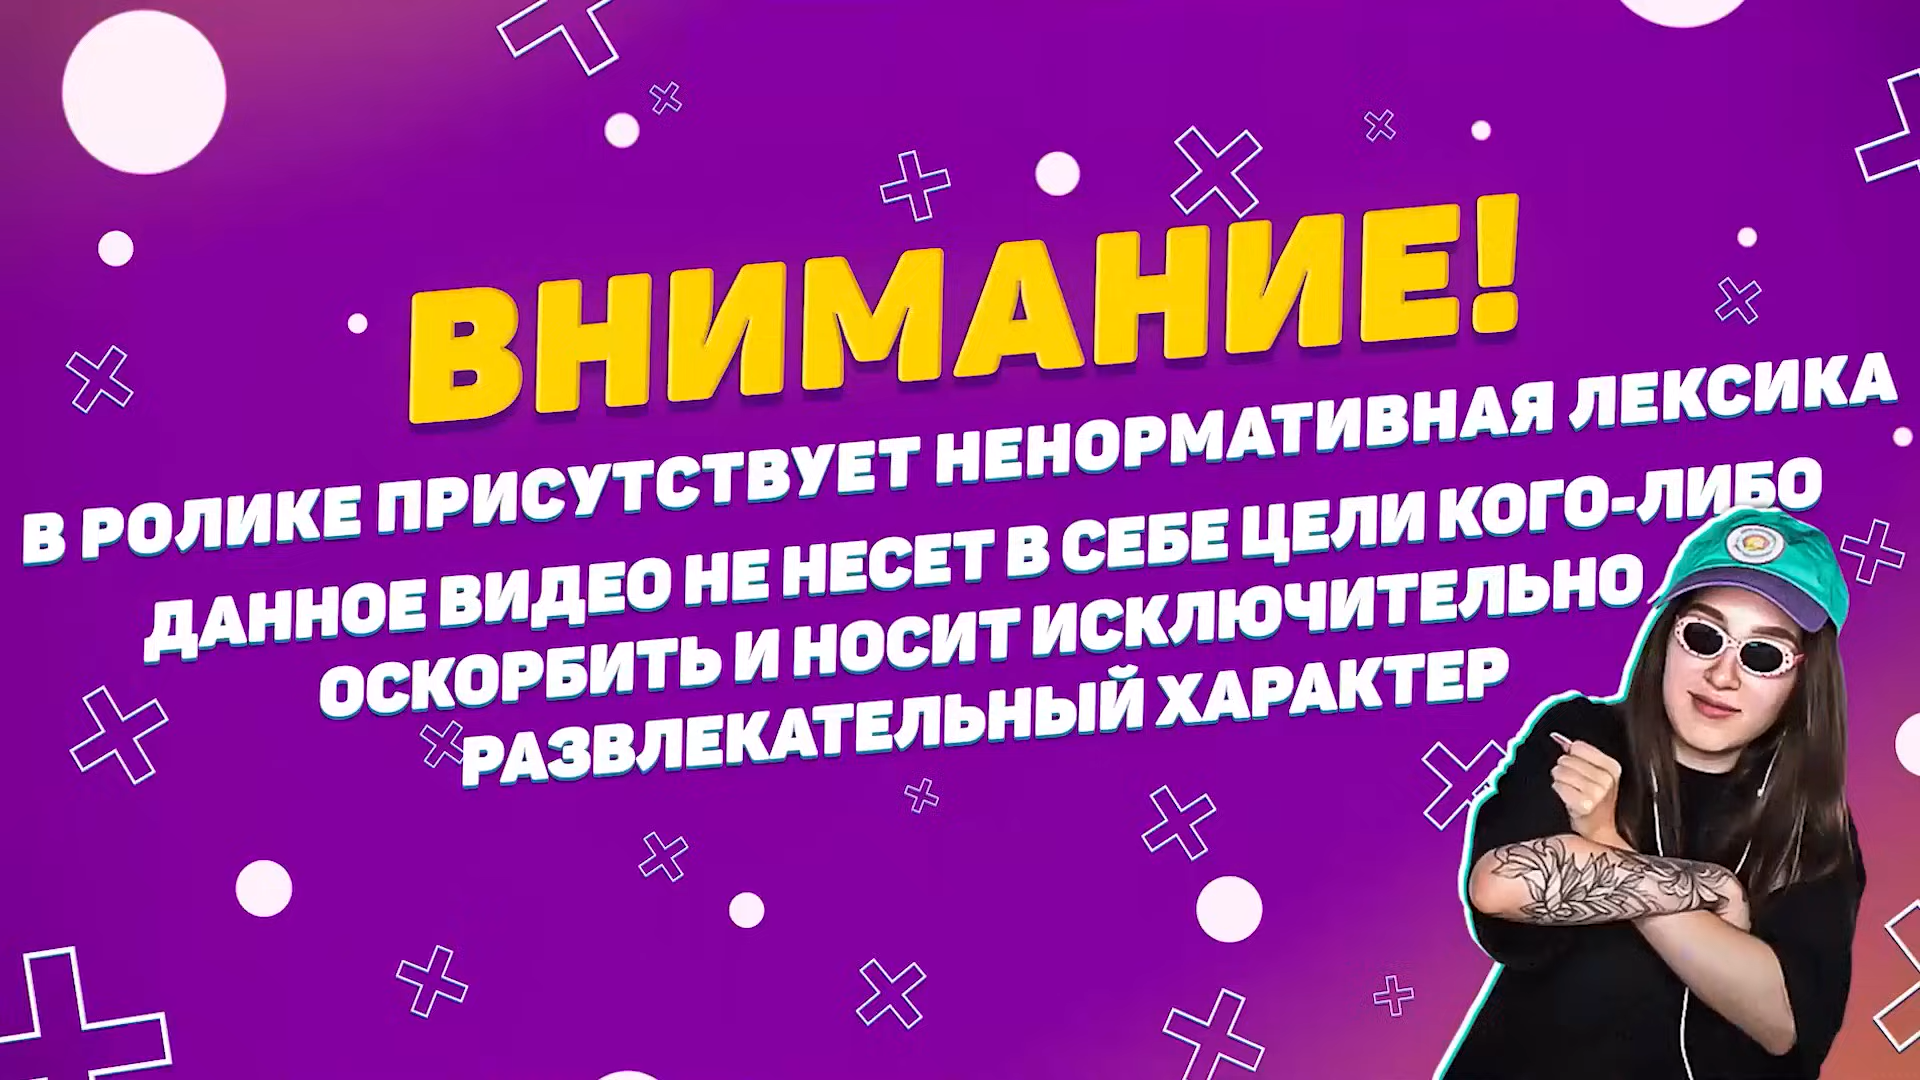 ВНИМАНИЕ!
В РОЛИКЕ ПРИСУТСТВУЕТ НЕНОРМАТИВНАЯ ЛЕКСИКА
ДАННОЕ ВИДЕО НЕ НЕСЕТ В СЕБЕ ЦЕЛИ КОГО-ЛИБО
ОСКОРБИТЬ И НОСИТ ИСКЛЮЧИТЕЛЬНО
РАЗВЛЕКАТЕЛЬНЫЙ ХАРАКТЕР